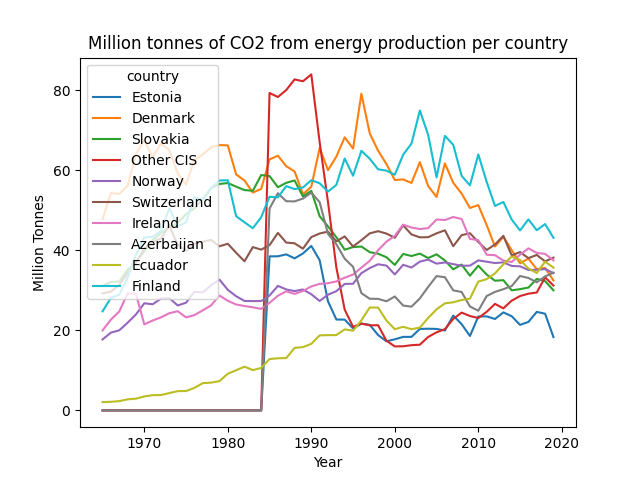 Million tonnes of CO2 from energy production per country
country
Estonia
Denmark
Slovakia
Other CIS
Norway
Switzerland
Ireland
Azerbaijan
Ecuador
Finland
Million Tonnes
80
60
40
20
0
1970 1980 1990 2000 2010 2020
Year